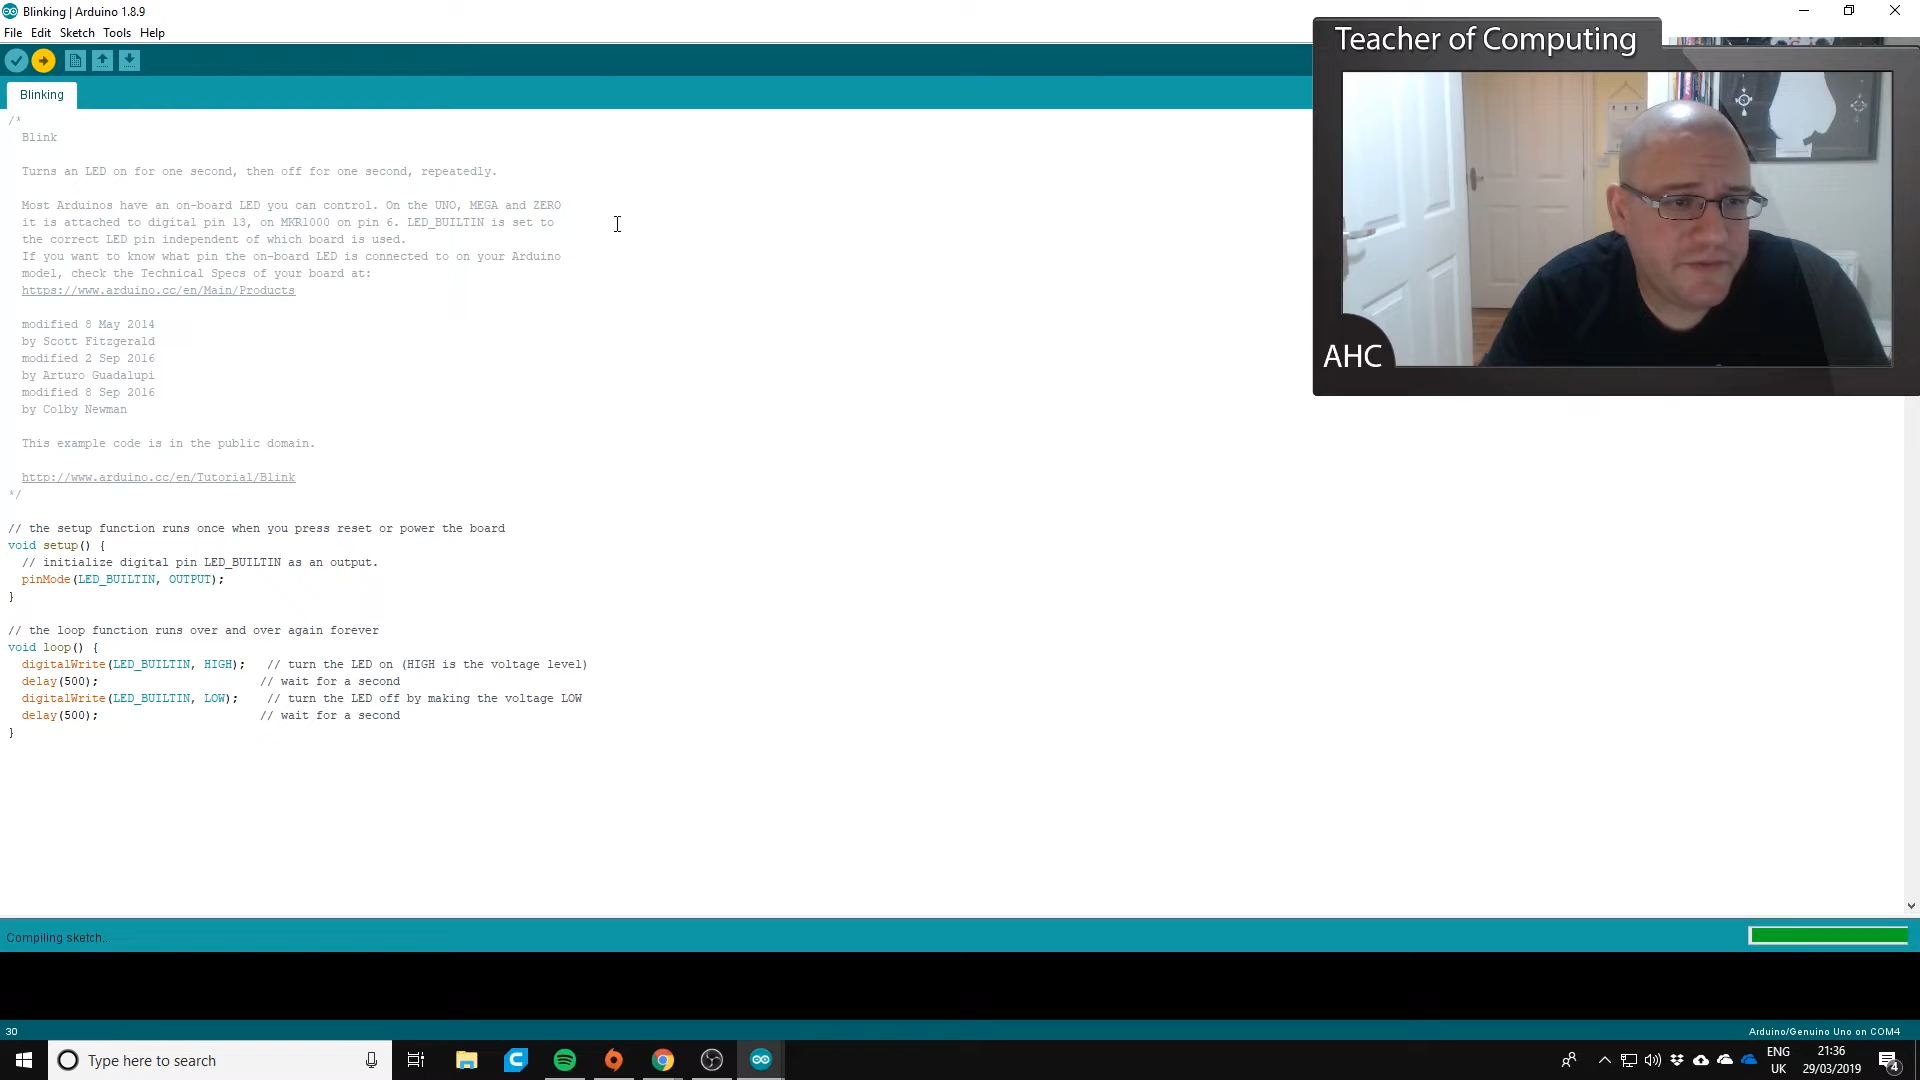 Blinking | Arduino 1.8.9
File Edit Sketch Tools Help
Teacher of Computing
AHC
Blinking
/*
Blink
Turns an LED on for one second, then off for one second, repeatedly.
Most Arduinos have an on-board LED you can control. On the UNO, MEGA and ZERO
it is attached to digital pin 13, on MKR1000 on pin 6. LED_BUILTIN is set to
the correct LED pin independent of which board is used.
If you want to know what pin the on-board LED is connected to on your Arduino
model, check the Technical Specs of your board at:
https://www.arduino.cc/en/Main/Products
modified 8 May 2014
by Scott Fitzgerald
modified 2 Sep 2016
by Arturo Guadalupi
modified 8 Sep 2016
by Colby Newman
This example code is in the public domain.
http://www.arduino.cc/en/Tutorial/Blink
*/
// the setup function runs once when you press reset or power the board
void setup() {
// initialize digital pin LED_BUILTIN as an output.
pinMode(LED_BUILTIN, OUTPUT);
}
// the loop function runs over and over again forever
void loop() {
digitalWrite(LED_BUILTIN, HIGH);   // turn the LED on (HIGH is the voltage level)
delay(500);                       // wait for a second
digitalWrite(LED_BUILTIN, LOW);    // turn the LED off by making the voltage LOW
delay(500);                       // wait for a second
}
Compiling sketch...
30
Arduino/Genuino Uno on COM4
Type here to search
ENG
UK
21:36
29/03/2019
4